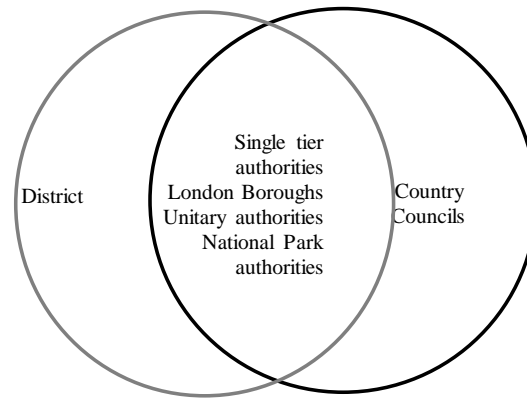 District
Single tier
authorities
London Boroughs
Unitary authorities
National Park
authorities
Country
Councils